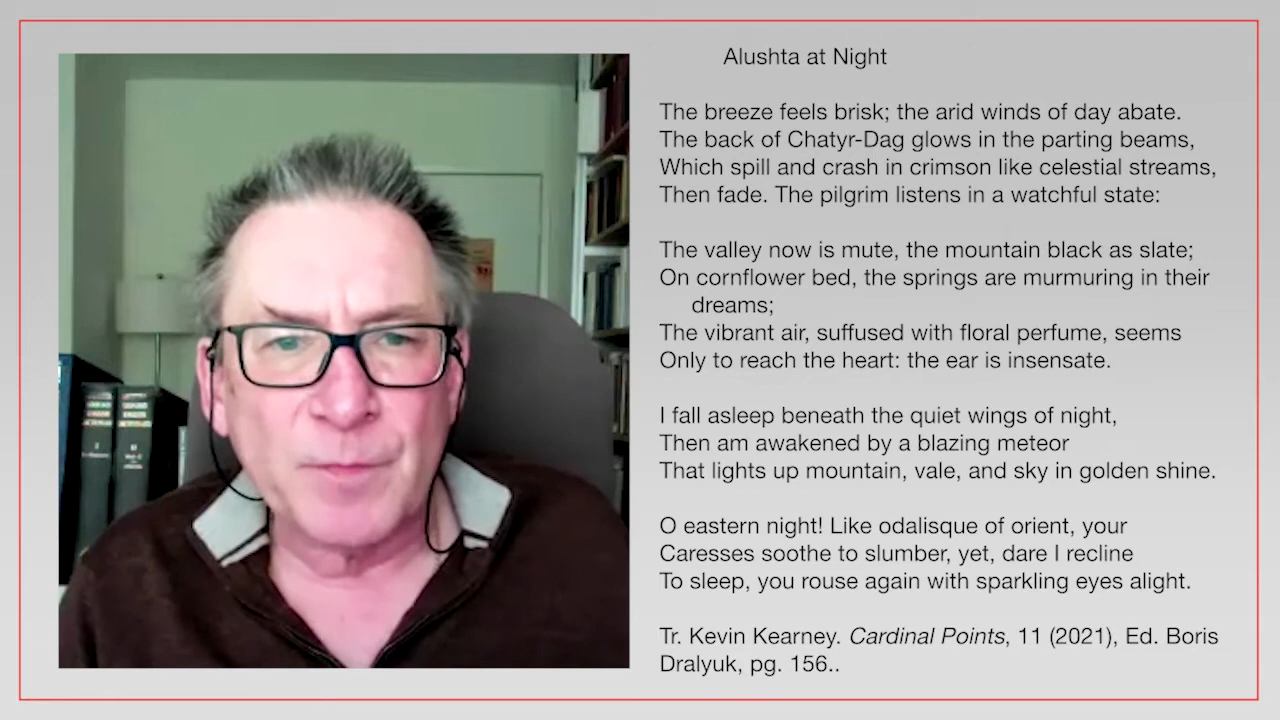 Alushta at Night
The breeze feels brisk; the arid winds of day abate.
The back of Chatyr-Dag glows in the parting beams,
Which spill and crash in crimson like celestial streams,
Then fade. The pilgrim listens in a watchful state:
The valley now is mute, the mountain black as slate;
On cornflower bed, the springs are murmuring in their
dreams;
The vibrant air, suffused with floral perfume, seems
Only to reach the heart: the ear is insensate.
I fall asleep beneath the quiet wings of night,
Then am awakened by a blazing meteor
That lights up mountain, vale, and sky in golden shine.
O eastern night! Like odalisque of orient, your
Caresses soothe to slumber, yet, dare I recline
To sleep, you rouse again with sparkling eyes alight.
Tr. Kevin Kearney. Cardinal Points, 11 (2021), Ed. Boris
Dralyuk, pg. 156..